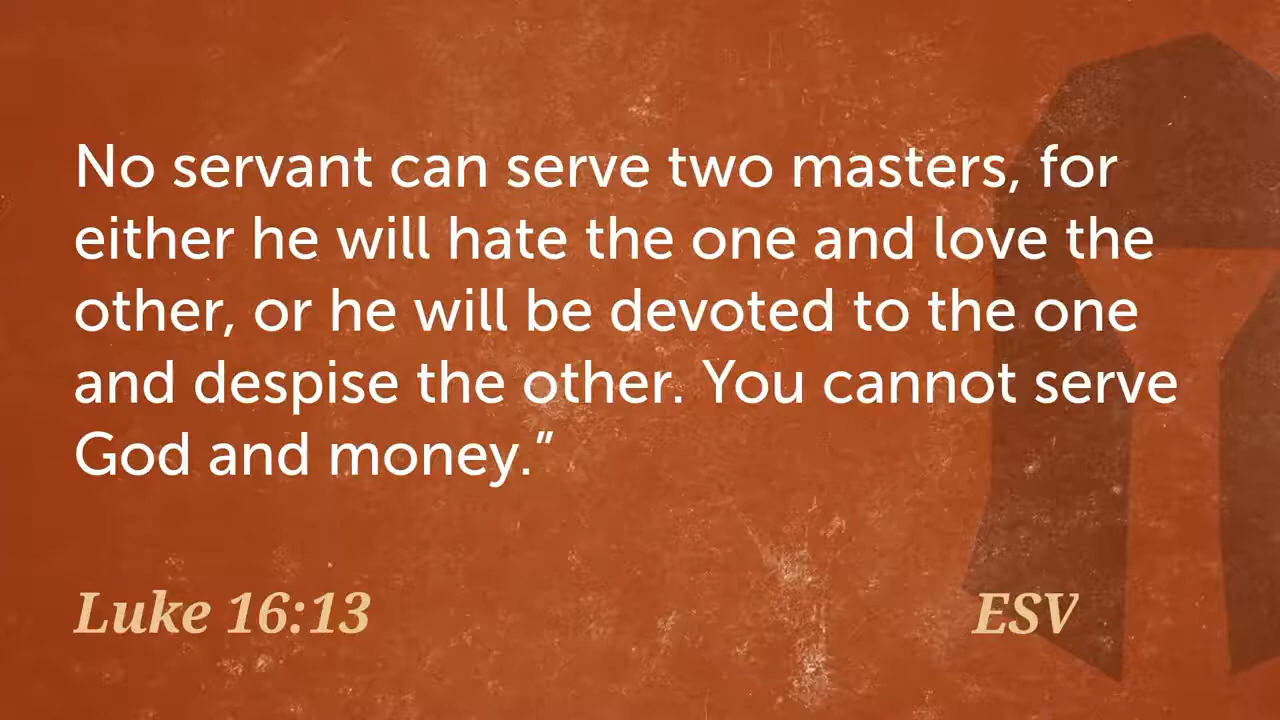 No servant can serve two masters, for
either he will hate the one and love the
other, or he will be devoted to the one
and despise the other. You cannot serve
God and money.”
Luke 16:13
ESV